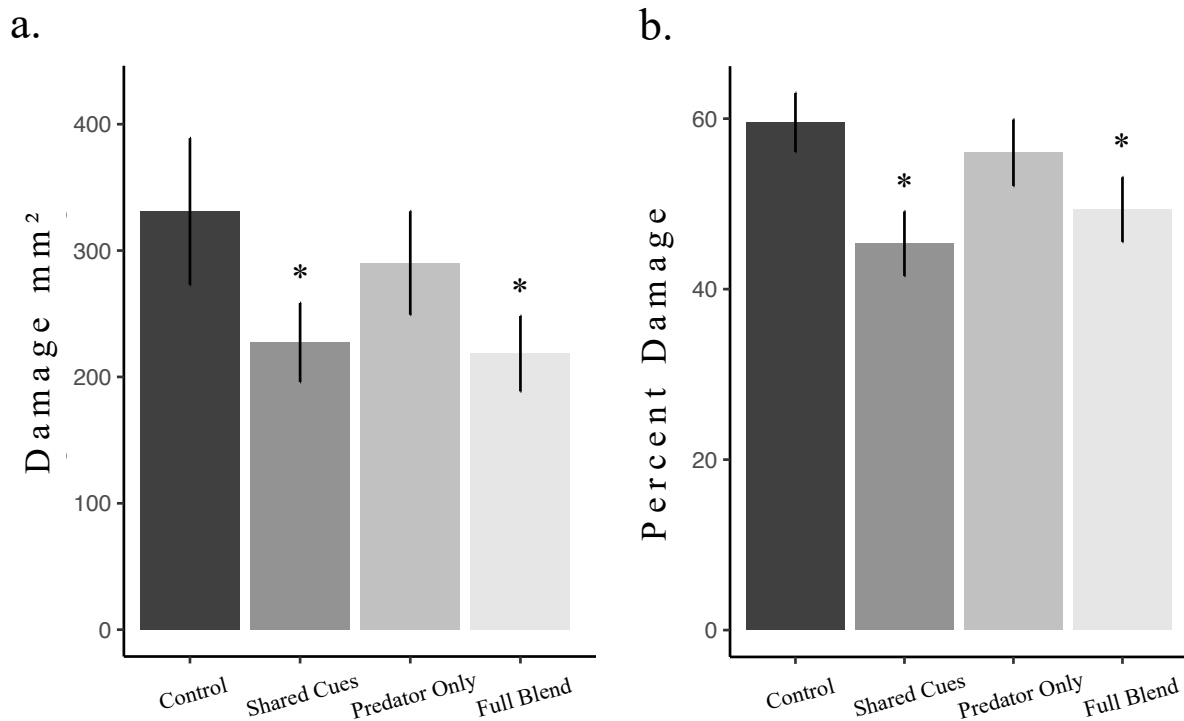 a.
Damage mm²
400
300
200
100
0
*
*
Control
Shared Cues
Predator Only
Full Blend
b.
Percent Damage
60
40
20
0
*
*
Control
Shared Cues
Predator Only
Full Blend